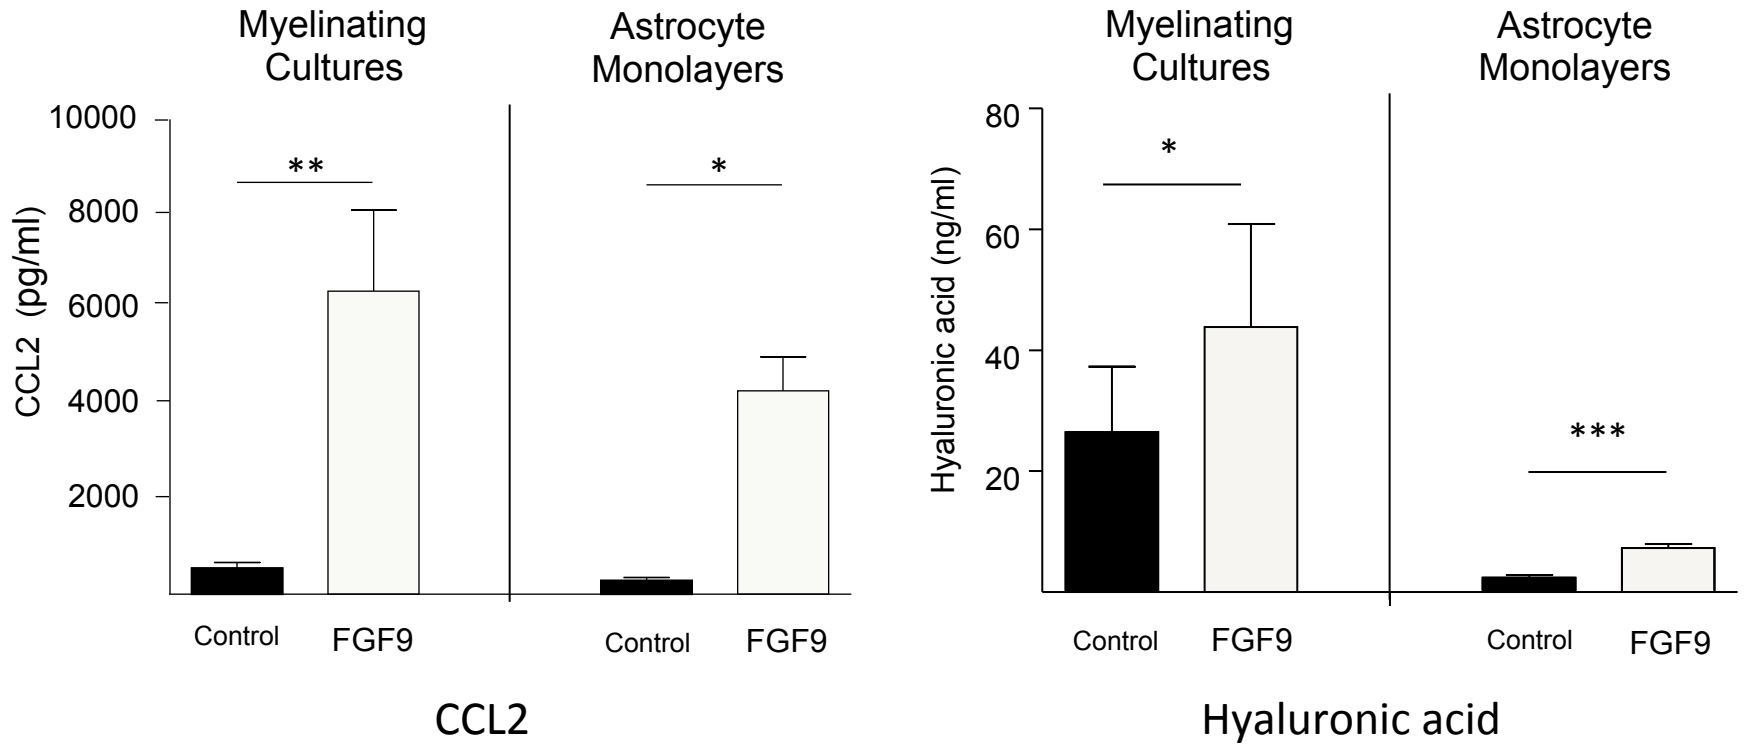 Myelinating
Cultures
Astrocyte
Monolayers
CCL2 (pg/ml)
10000
8000
6000
4000
2000
**
*
Control
FGF9
Control
FGF9
CCL2
Myelinating
Cultures
Astrocyte
Monolayers
Hyaluronic acid (ng/ml)
80
60
40
20
*
***
Control
FGF9
Control
FGF9
Hyaluronic acid